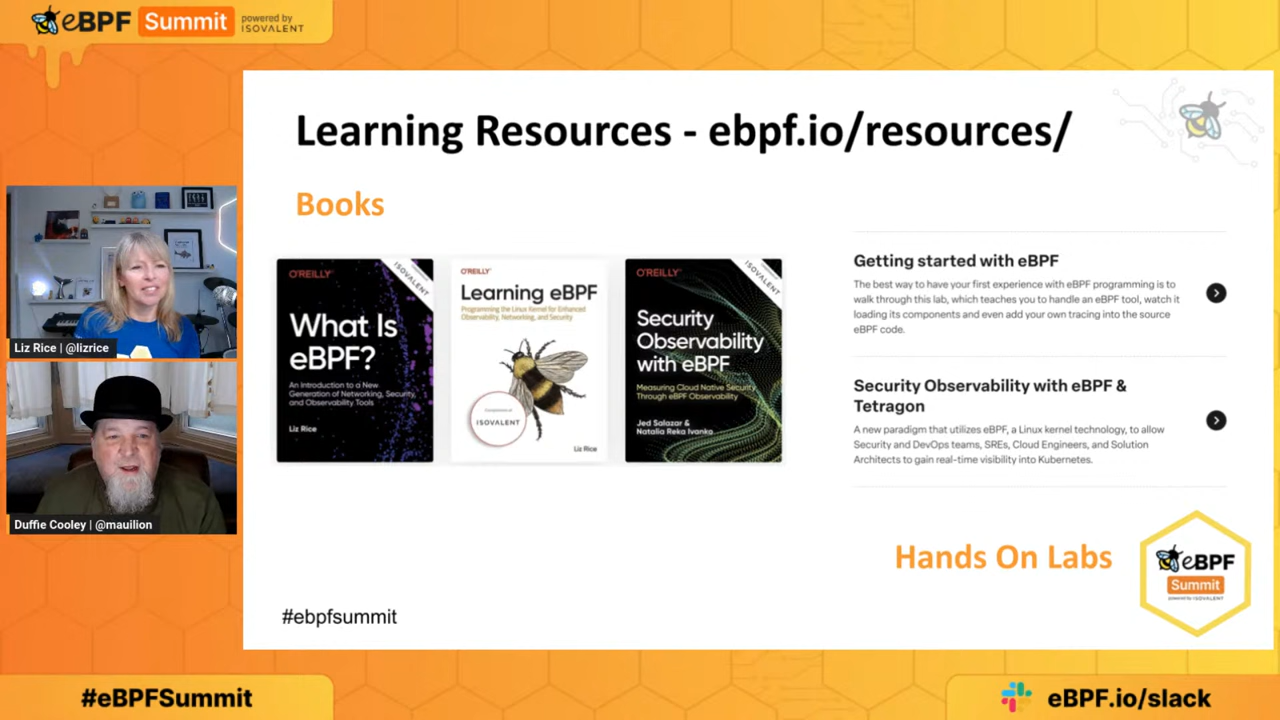 eBPF Summit powered by ISOVALENT
Learning Resources - ebpf.io/resources/
Books
O'REILLY
ISOVALENT
What Is
eBPF?
An Introduction to a New
Generation of Networking, Security,
and Observability Tools
Liz Rice
O'REILLY
Learning eBPF
Programming the Linux Kernel for Enhanced
Observability, Networking, and Security
Compliments of
ISOVALENT
Liz Rice
O'REILLY
ISOVALENT
Security
Observability
with eBPF
Measuring Cloud Native Security
Through eBPF Observability
Jed Salazar &
Natalia Reka Ivanko
Getting started with eBPF
The best way to have your first experience with eBPF programming is to
walk through this lab, which teaches you to handle an eBPF tool, watch it
loading its components and even add your own tracing into the source
eBPF code.
Security Observability with eBPF &
Tetragon
A new paradigm that utilizes eBPF, a Linux kernel technology, to allow
Security and DevOps teams, SREs, Cloud Engineers, and Solution
Architects to gain real-time visibility into Kubernetes.
Hands On Labs
eBPF
Summit
powered by ISOVALENT
#ebpfsummit
Liz Rice | @lizrice
Duffie Cooley | @mauilion
#eBPFSummit
eBPF.io/slack